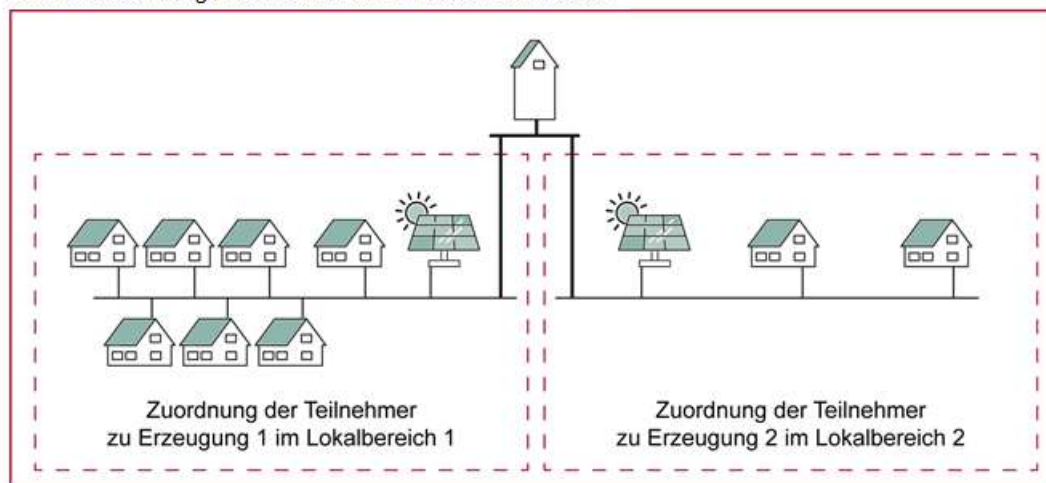 Zuordnung der Teilnehmer
zu Erzeugung 1 im Lokalbereich 1
Zuordnung der Teilnehmer
zu Erzeugung 2 im Lokalbereich 2